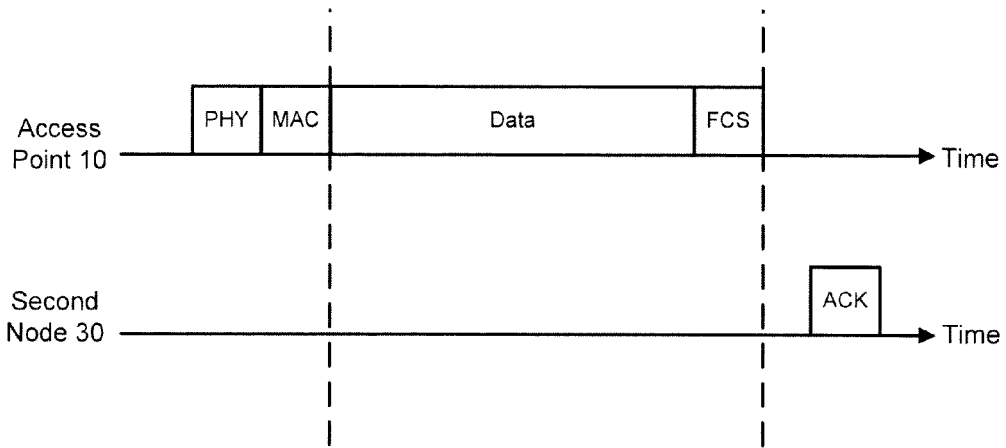 Access
Point 10
PHY MAC Data FCS
Time
Second
Node 30
ACK
Time